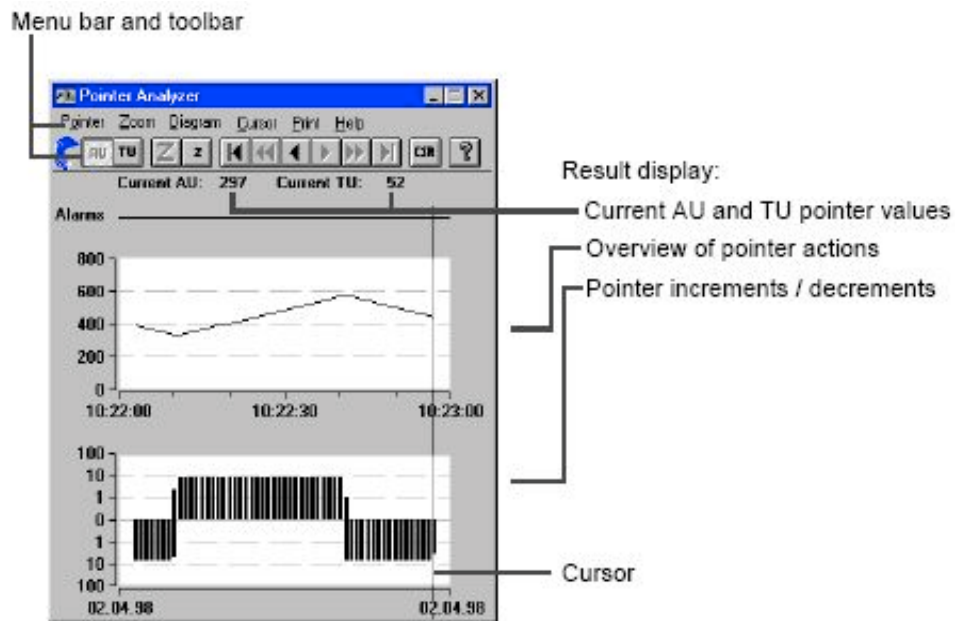 Menu bar and toolbar
Pointer Analyzer
Pointer Zoom Diagram Cursor Print Help
AU TU Z z CSR ?
Current AU: 297 Current TU: 52
Result display:
Current AU and TU pointer values
Alarms
Overview of pointer actions
800
Pointer increments / decrements
600
400
200
0
10:22:00 10:22:30 10:23:00
100
10
1
0
1
10
Cursor
100
02.04.98 02.04.98